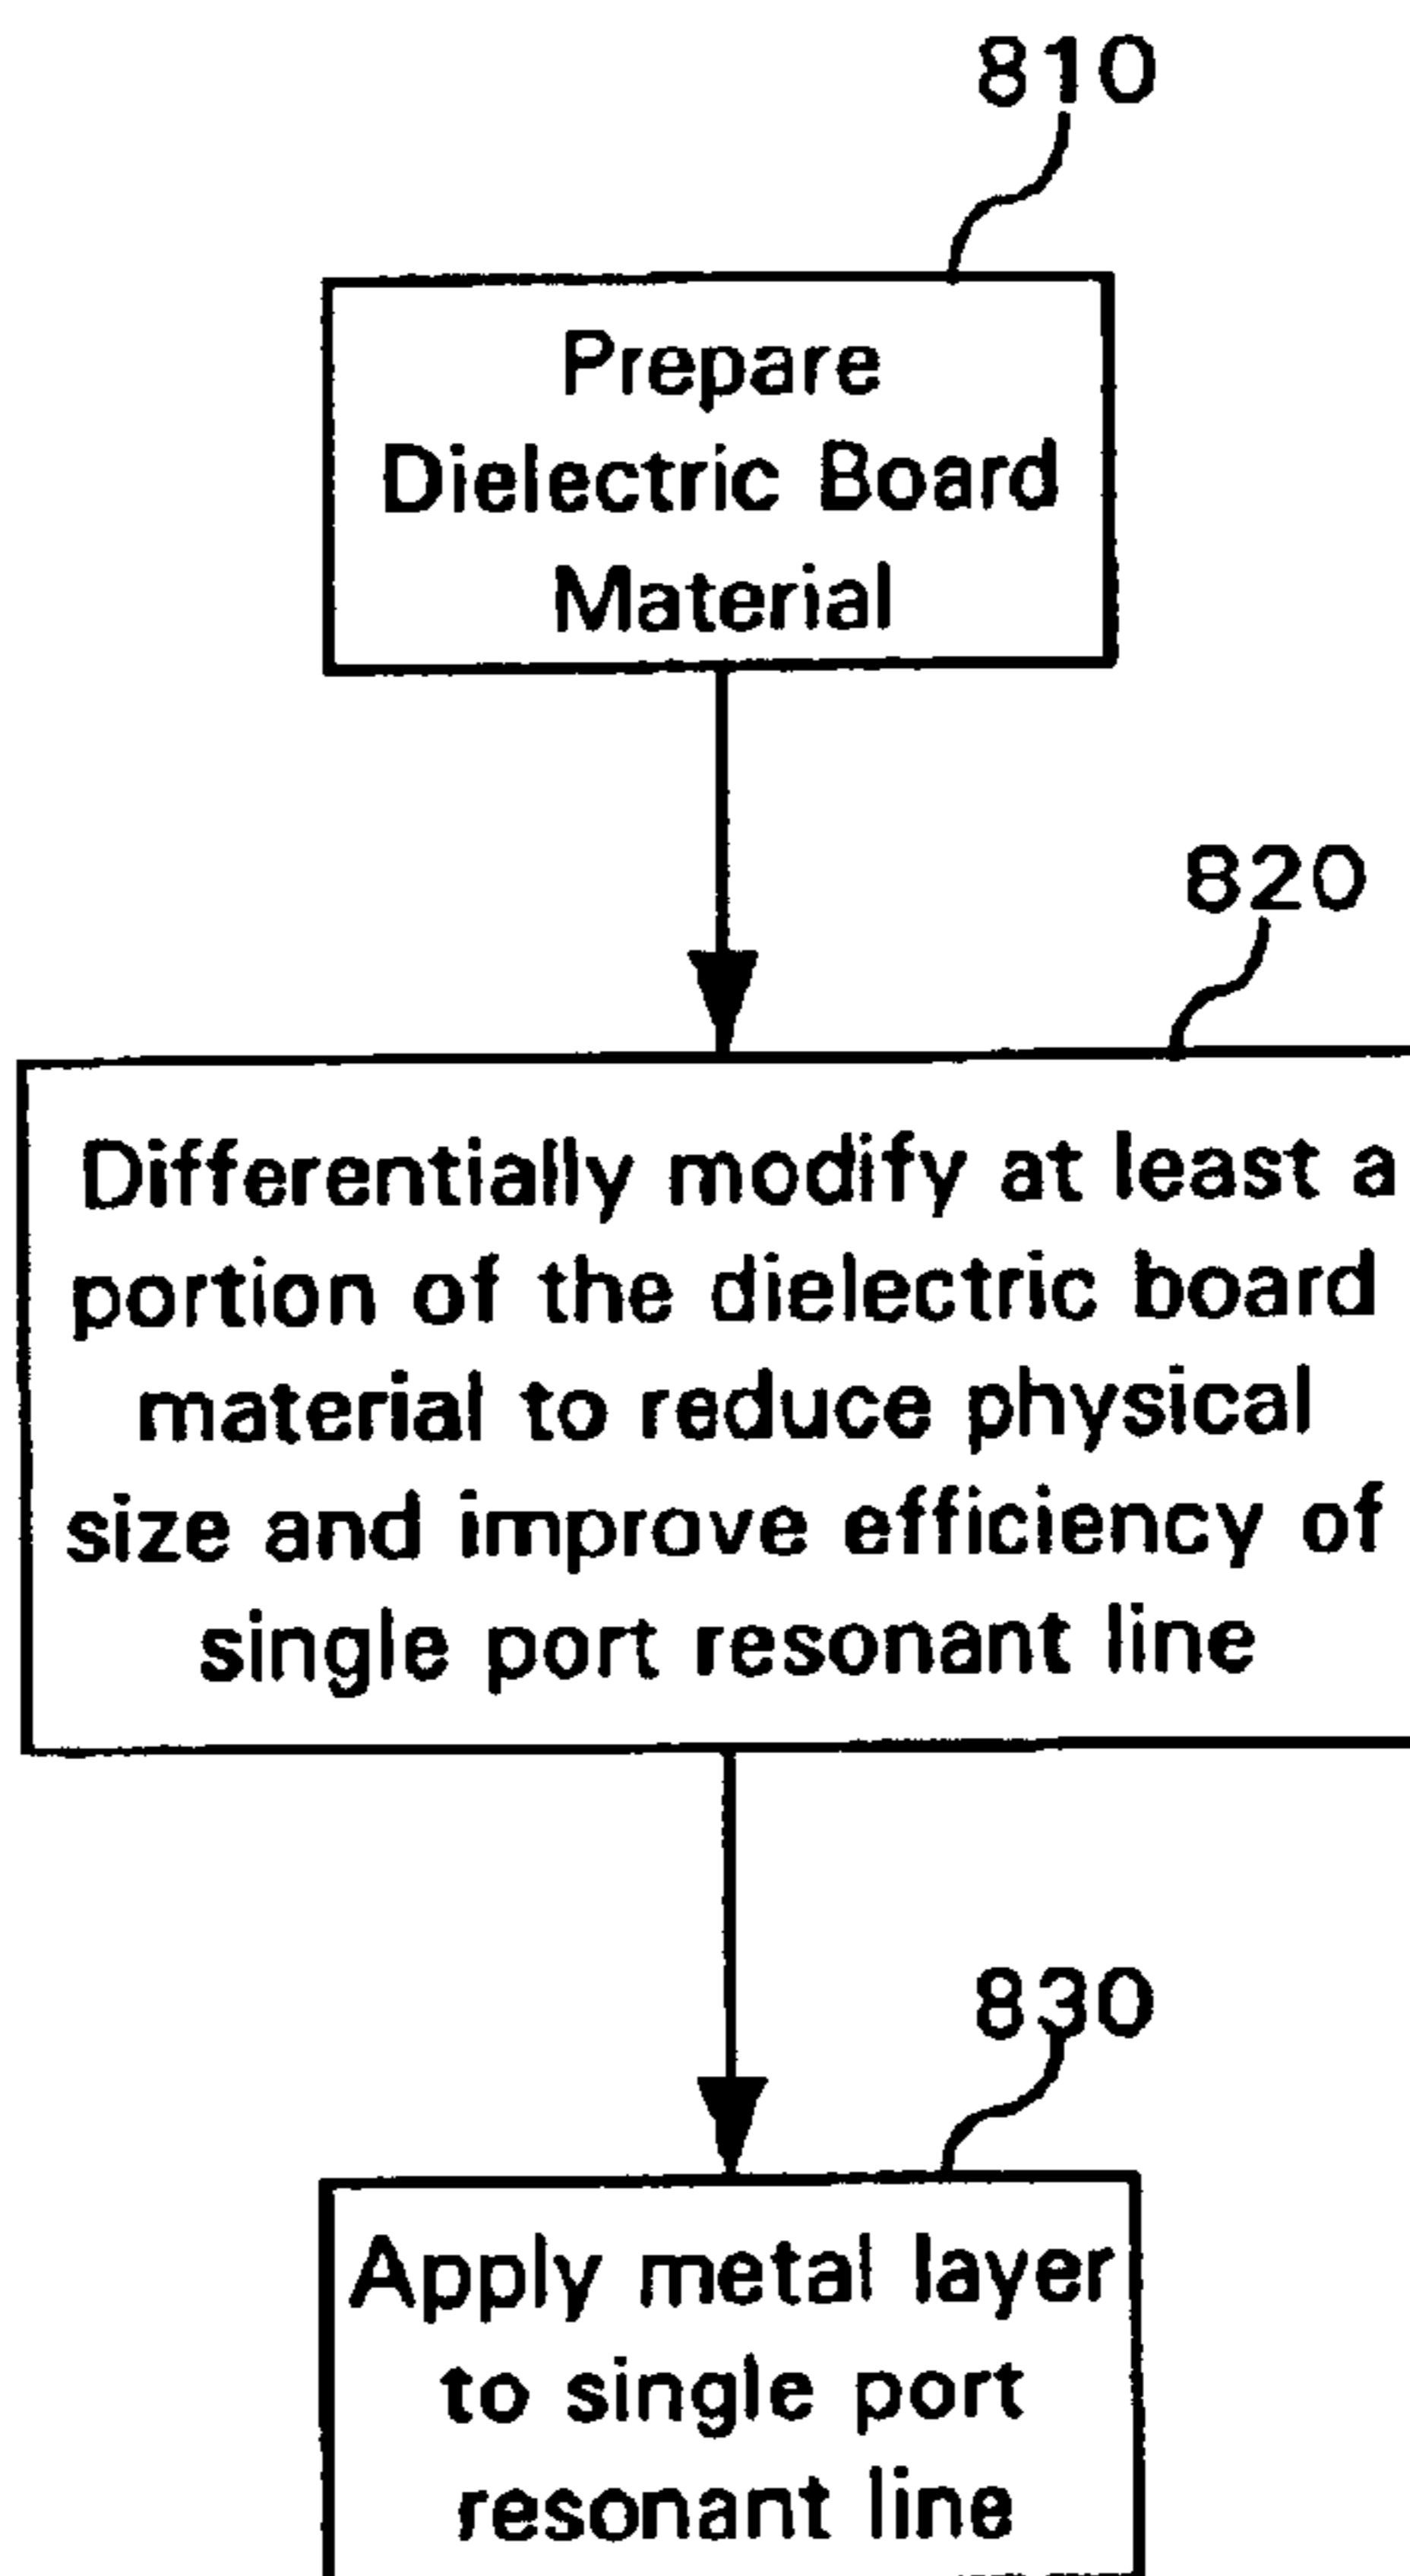 810
Prepare
Dielectric Board
Material
820
Differentially modify at least a
portion of the dielectric board
material to reduce physical
size and improve efficiency of
single port resonant line
830
Apply metal layer
to single port
resonant line